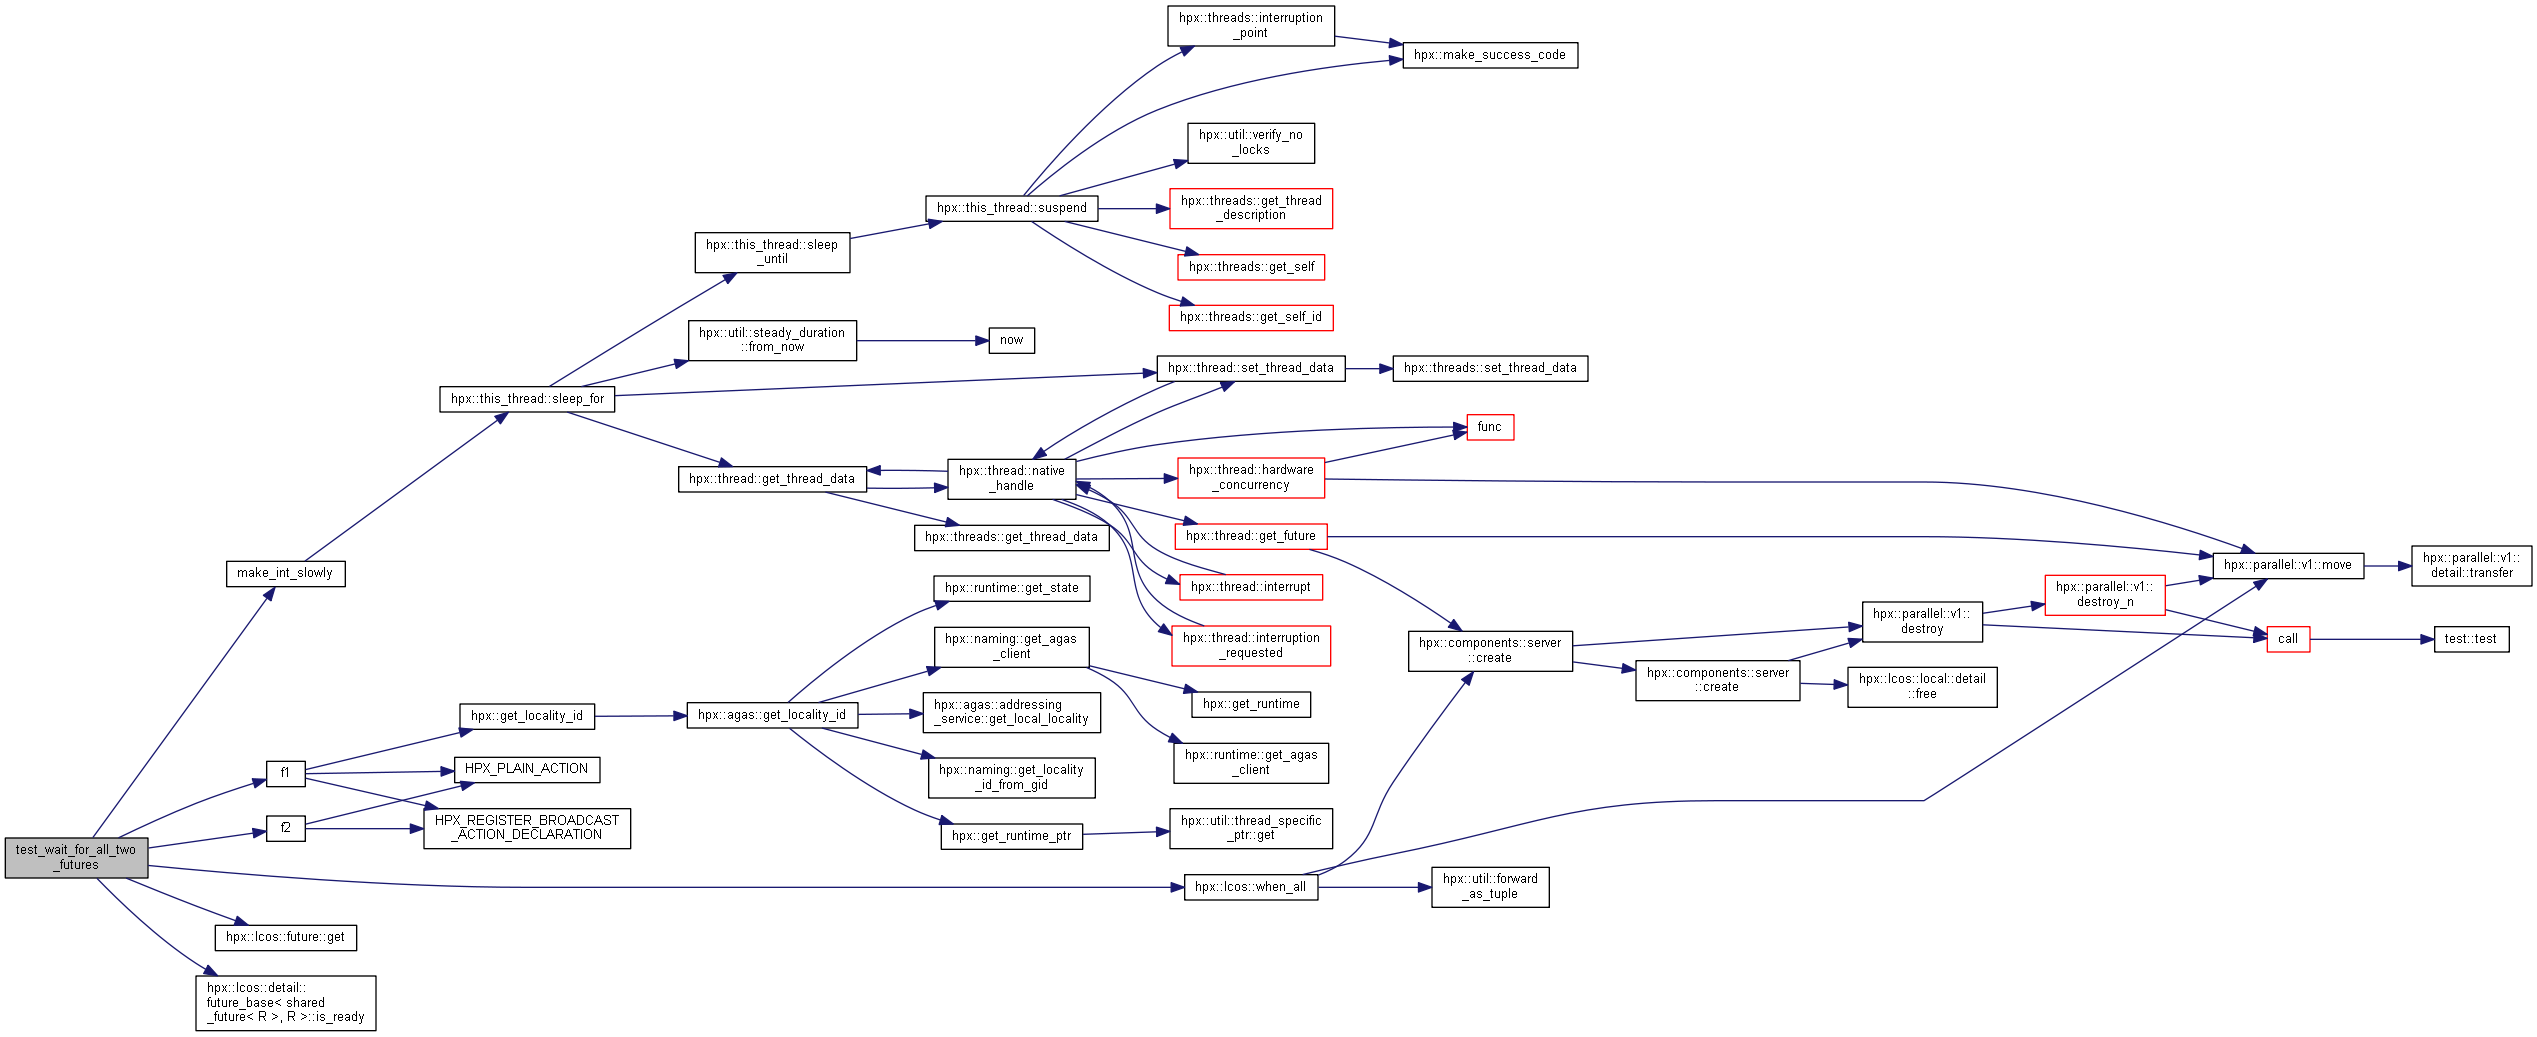 hpx::threads::interruption
_point
hpx::make_success_code
hpx::util::verify_no
_locks
hpx::this_thread::suspend
hpx::threads::get_thread
_description
hpx::this_thread::sleep
_until
hpx::threads::get_self
hpx::threads::get_self_id
hpx::util::steady_duration
::from_now
now
hpx::thread::set_thread_data
hpx::threads::set_thread_data
hpx::this_thread::sleep_for
func
hpx::thread::get_thread_data
hpx::thread::native
_handle
hpx::thread::hardware
_concurrency
hpx::threads::get_thread_data
hpx::thread::get_future
make_int_slowly
hpx::parallel::v1::move
hpx::parallel::v1::
detail::transfer
hpx::runtime::get_state
hpx::thread::interrupt
hpx::parallel::v1::
destroy_n
hpx::parallel::v1::
destroy
hpx::naming::get_agas
_client
hpx::thread::interruption
_requested
hpx::components::server
::create
call
test::test
hpx::components::server
::create
hpx::lcos::local::detail
::free
hpx::get_locality_id
hpx::agas::get_locality_id
hpx::agas::addressing
_service::get_local_locality
hpx::get_runtime
f1
HPX_PLAIN_ACTION
hpx::naming::get_locality
_id_from_gid
hpx::runtime::get_agas
_client
f2
HPX_REGISTER_BROADCAST
_ACTION_DECLARATION
hpx::get_runtime_ptr
hpx::util::thread_specific
_ptr::get
test_wait_for_all_two
_futures
hpx::lcos::when_all
hpx::util::forward
_as_tuple
hpx::lcos::future::get
hpx::lcos::detail::
future_base< shared
_future< R >, R >::is_ready